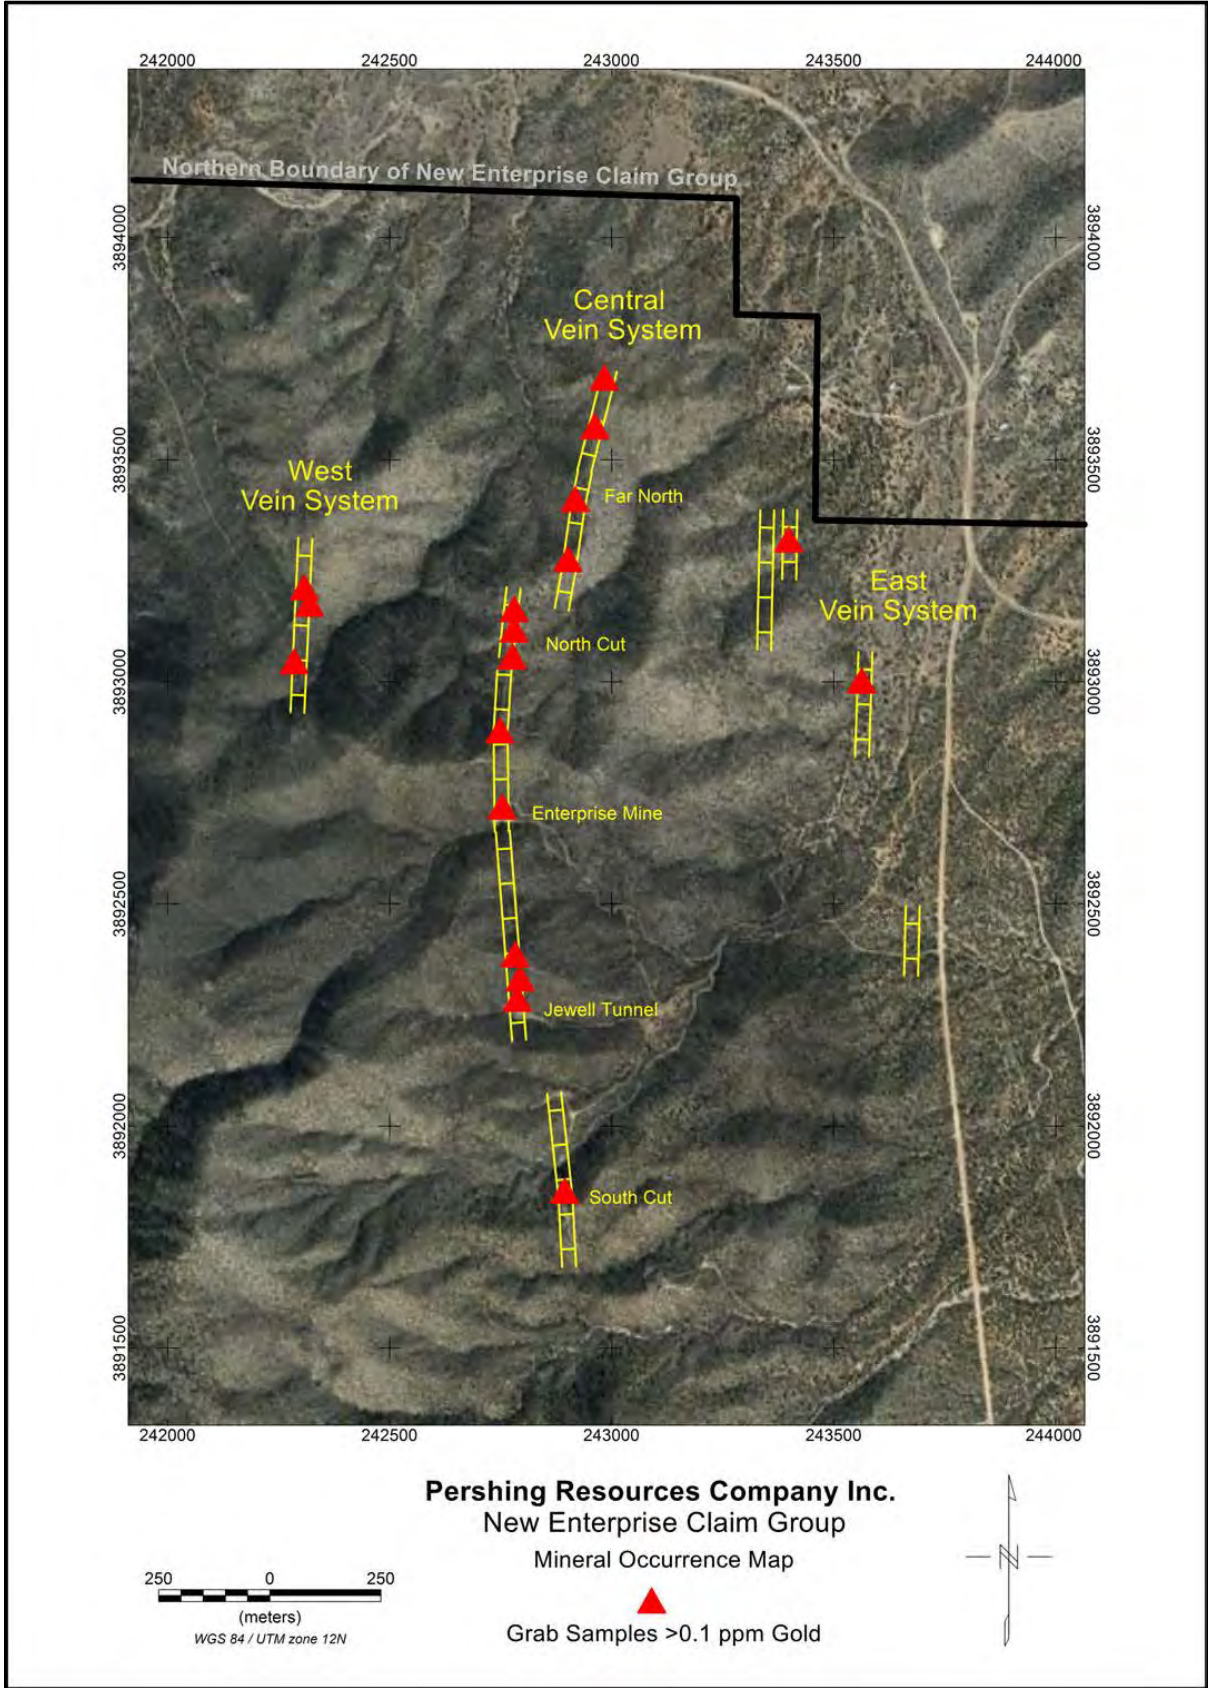 242000 242500 243000 243500 244000
Northern Boundary of New Enterprise Claim Group
3894000
3894000
Central
Vein System
3893500
3893500
West
Vein System
Far North
East
Vein System
North Cut
3893000
3893000
Enterprise Mine
3892500
3892500
Jewell Tunnel
3892000
3892000
South Cut
3891500
3891500
242000 242500 243000 243500 244000
Pershing Resources Company Inc.
New Enterprise Claim Group
Mineral Occurrence Map
250 0 250
(meters)
WGS 84 / UTM zone 12N
Grab Samples >0.1 ppm Gold
N